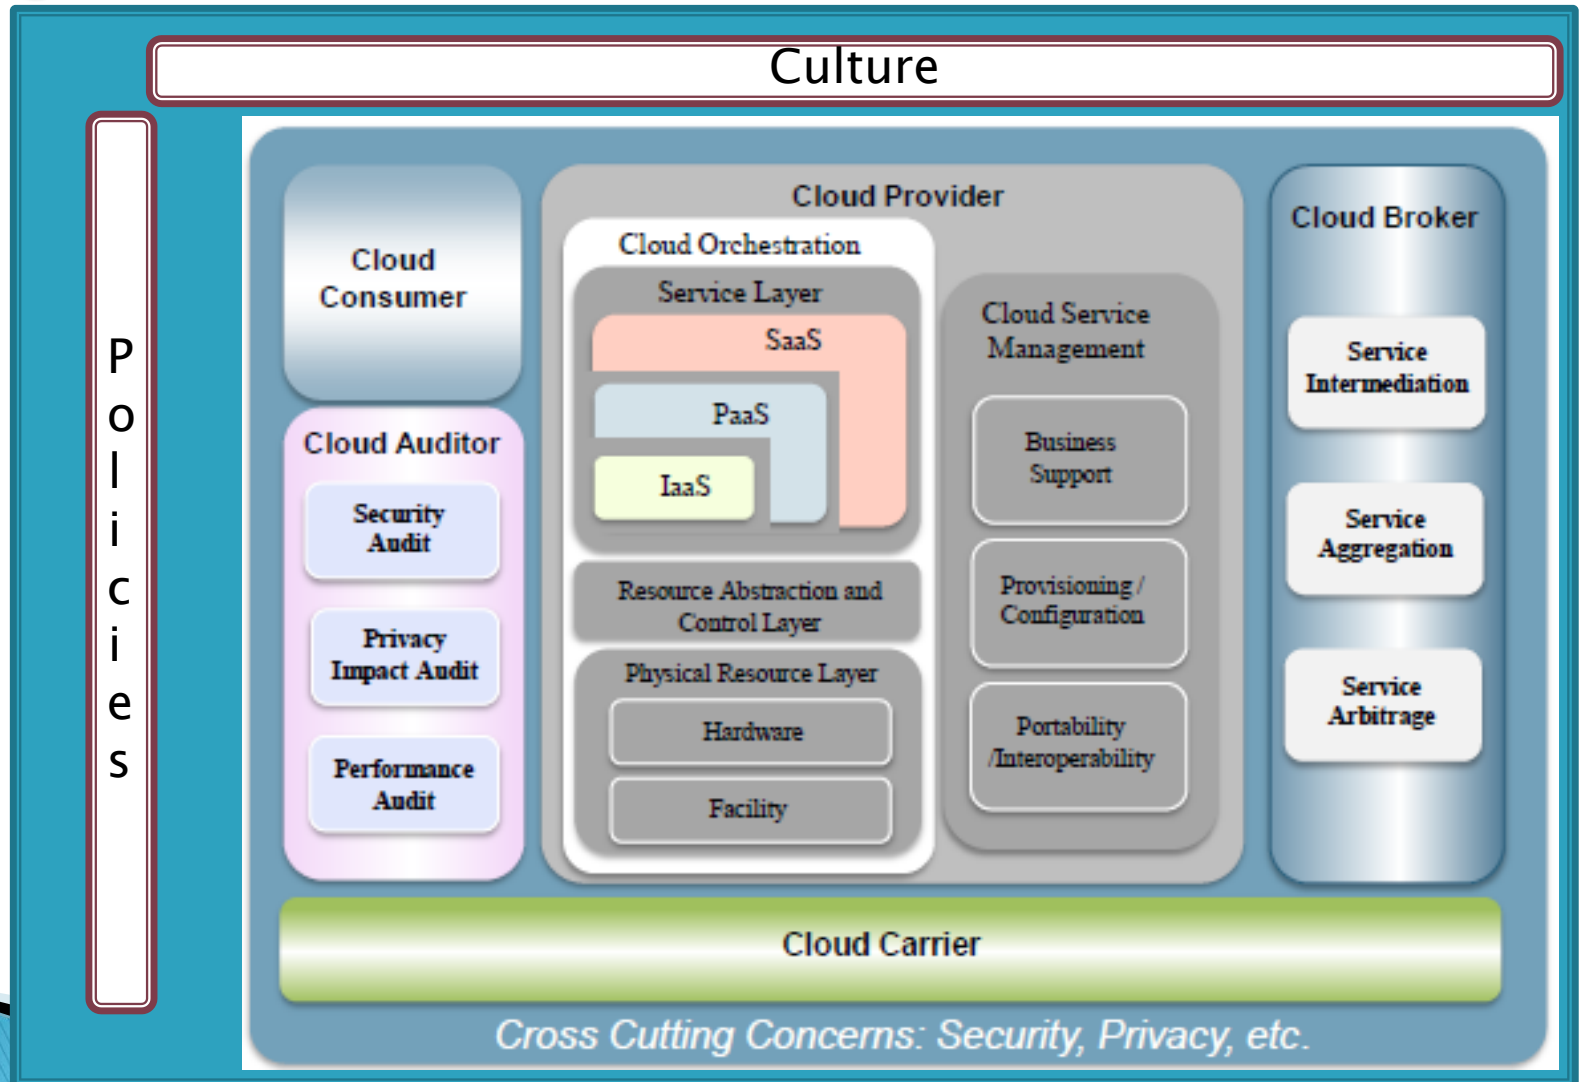 Culture
Policies
Cloud
Consumer
Cloud Auditor
Security
Audit
Privacy
Impact Audit
Performance
Audit
Cloud Provider
Cloud Orchestration
Service Layer
SaaS
PaaS
IaaS
Resource Abstraction and
Control Layer
Physical Resource Layer
Hardware
Facility
Cloud Service
Management
Business
Support
Provisioning /
Configuration
Portability
/Interoperability
Cloud Broker
Service
Intermediation
Service
Aggregation
Service
Arbitrage
Cloud Carrier
Cross Cutting Concerns: Security, Privacy, etc.